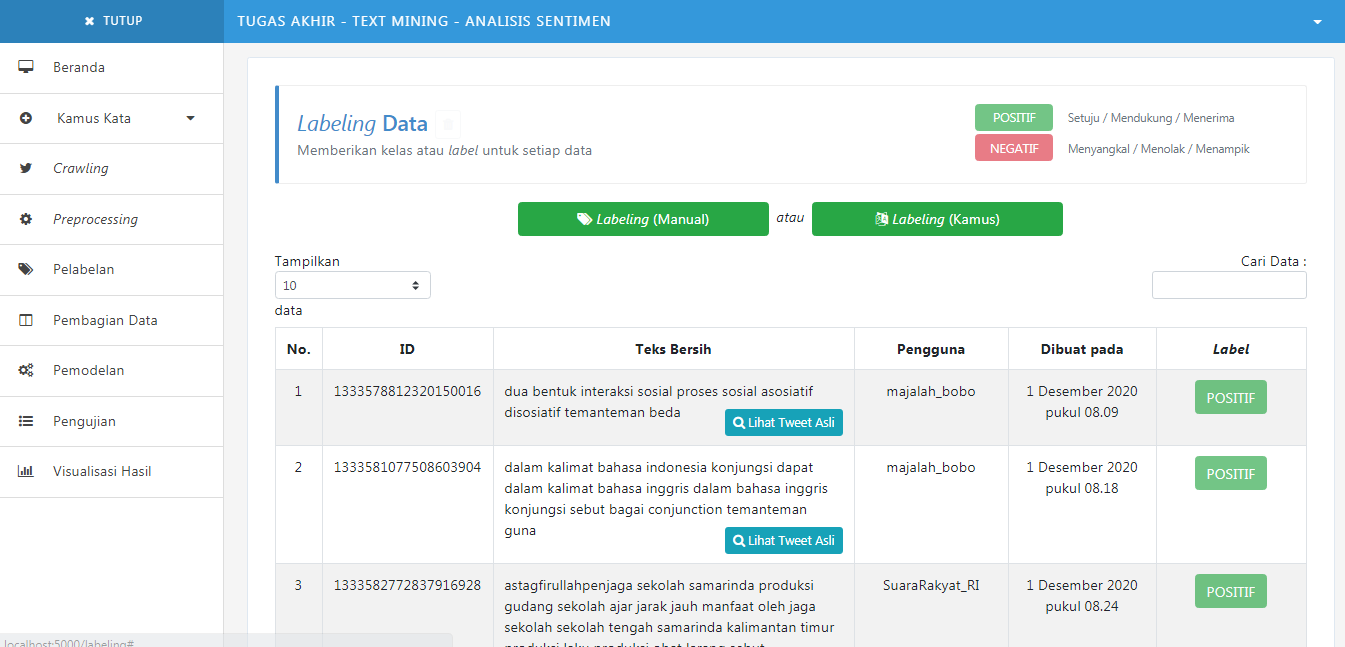 TUTUP
TUGAS AKHIR - TEXT MINING - ANALISIS SENTIMEN
Beranda
Kamus Kata
Crawling
Preprocessing
Pelabelan
Pembagian Data
Pemodelan
Pengujian
Visualisasi Hasil
Labeling Data
Memberikan kelas atau label untuk setiap data
POSITIF Setuju / Mendukung / Menerima
NEGATIF Menyangkal / Menolak / Menampik
Labeling (Manual) atau Labeling (Kamus)
Tampilkan
10
data
Cari Data :
No. ID Teks Bersih Pengguna Dibuat pada Label
1 1333578812320150016 dua bentuk interaksi sosial proses sosial asosiatif majalah_bobo 1 Desember 2020 POSITIF
disosiatif temanteman beda pukul 08.09
Lihat Tweet Asli
2 1333581077508603904 dalam kalimat bahasa indonesia konjungsi dapat majalah_bobo 1 Desember 2020 POSITIF
dalam kalimat bahasa inggris dalam bahasa inggris pukul 08.18
konjungsi sebut bagai conjunction temanteman
guna
Lihat Tweet Asli
3 1333582772837916928 astagfirullahpenjaga sekolah samarinda produksi SuaraRakyat_RI 1 Desember 2020 POSITIF
gudang sekolah ajar jarak jauh manfaat oleh jaga pukul 08.24
sekolah sekolah tengah samarinda kalimantan timur
produksi laku produksi obat larang sebut
localhost:5000/labeling#